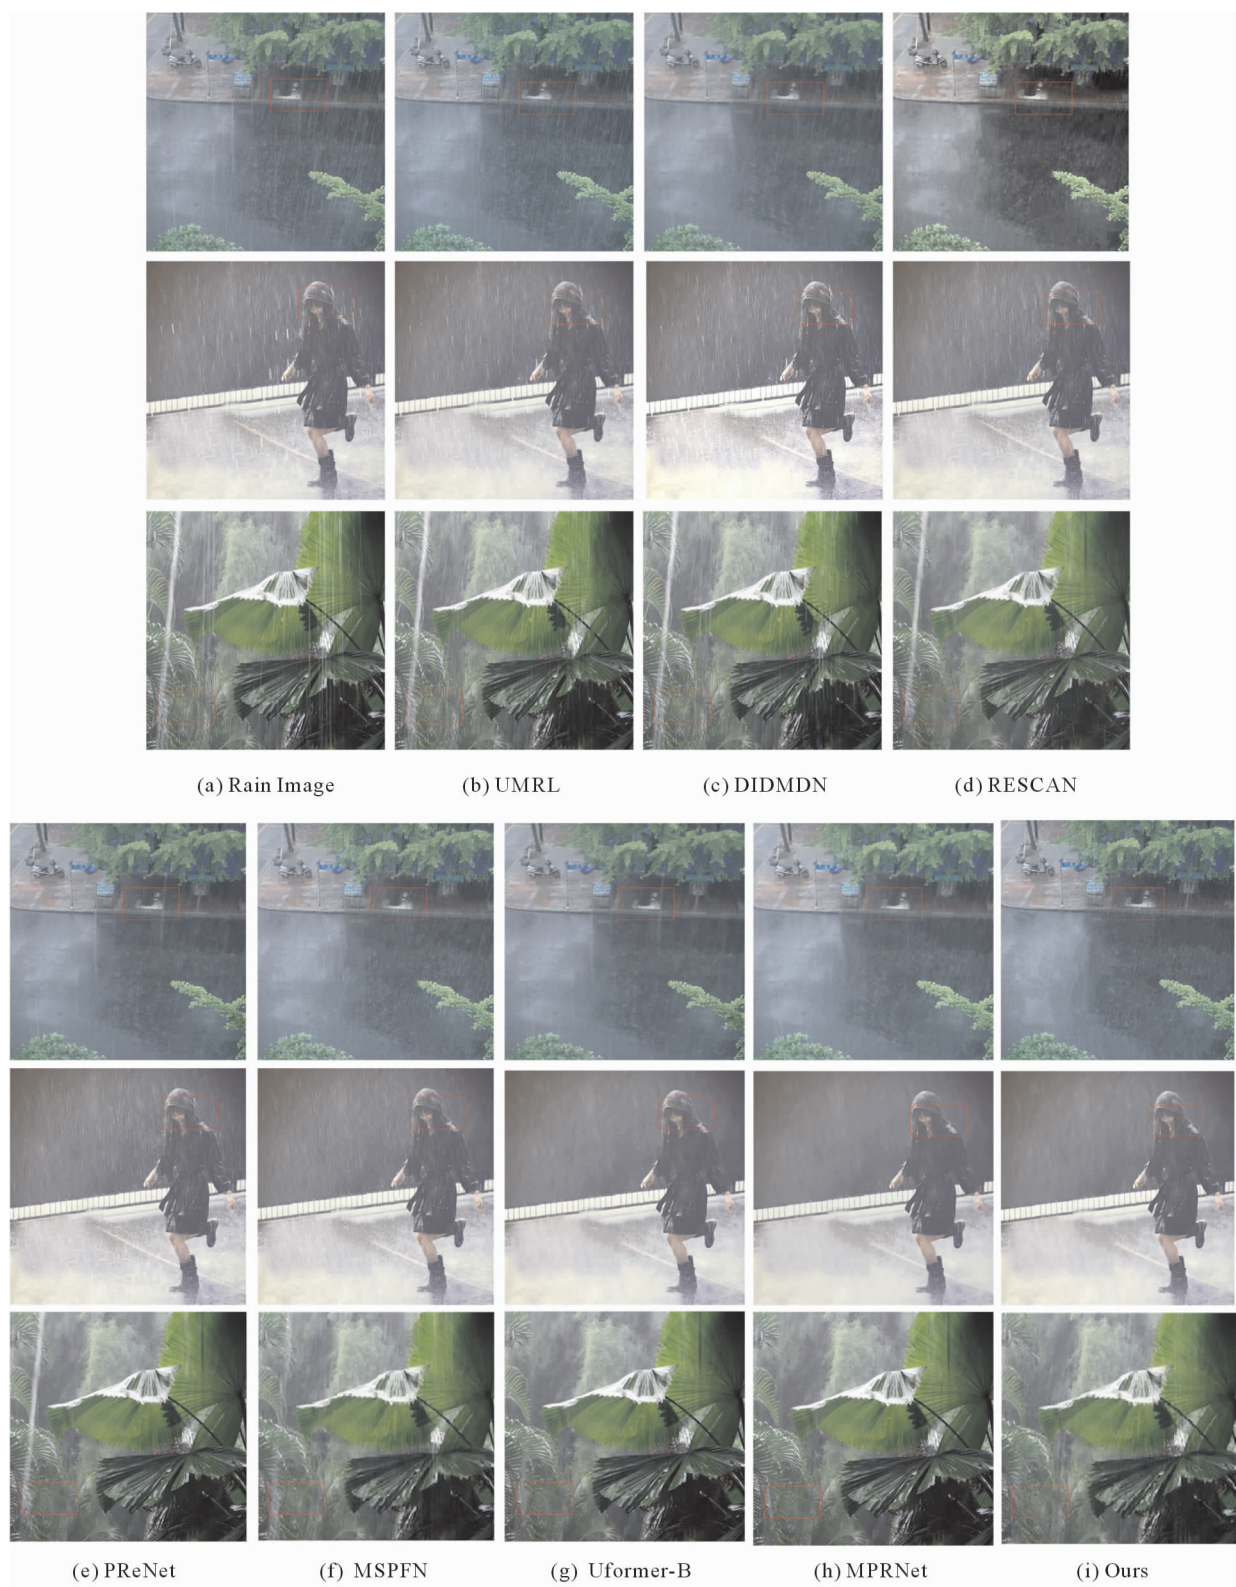 (a) Rain Image
(b) UMRL
(c) DIDMDN
(d) RESCAN
(e) PReNet
(f) MSPFN
(g) Uformer-B
(h) MPRNet
(i) Ours